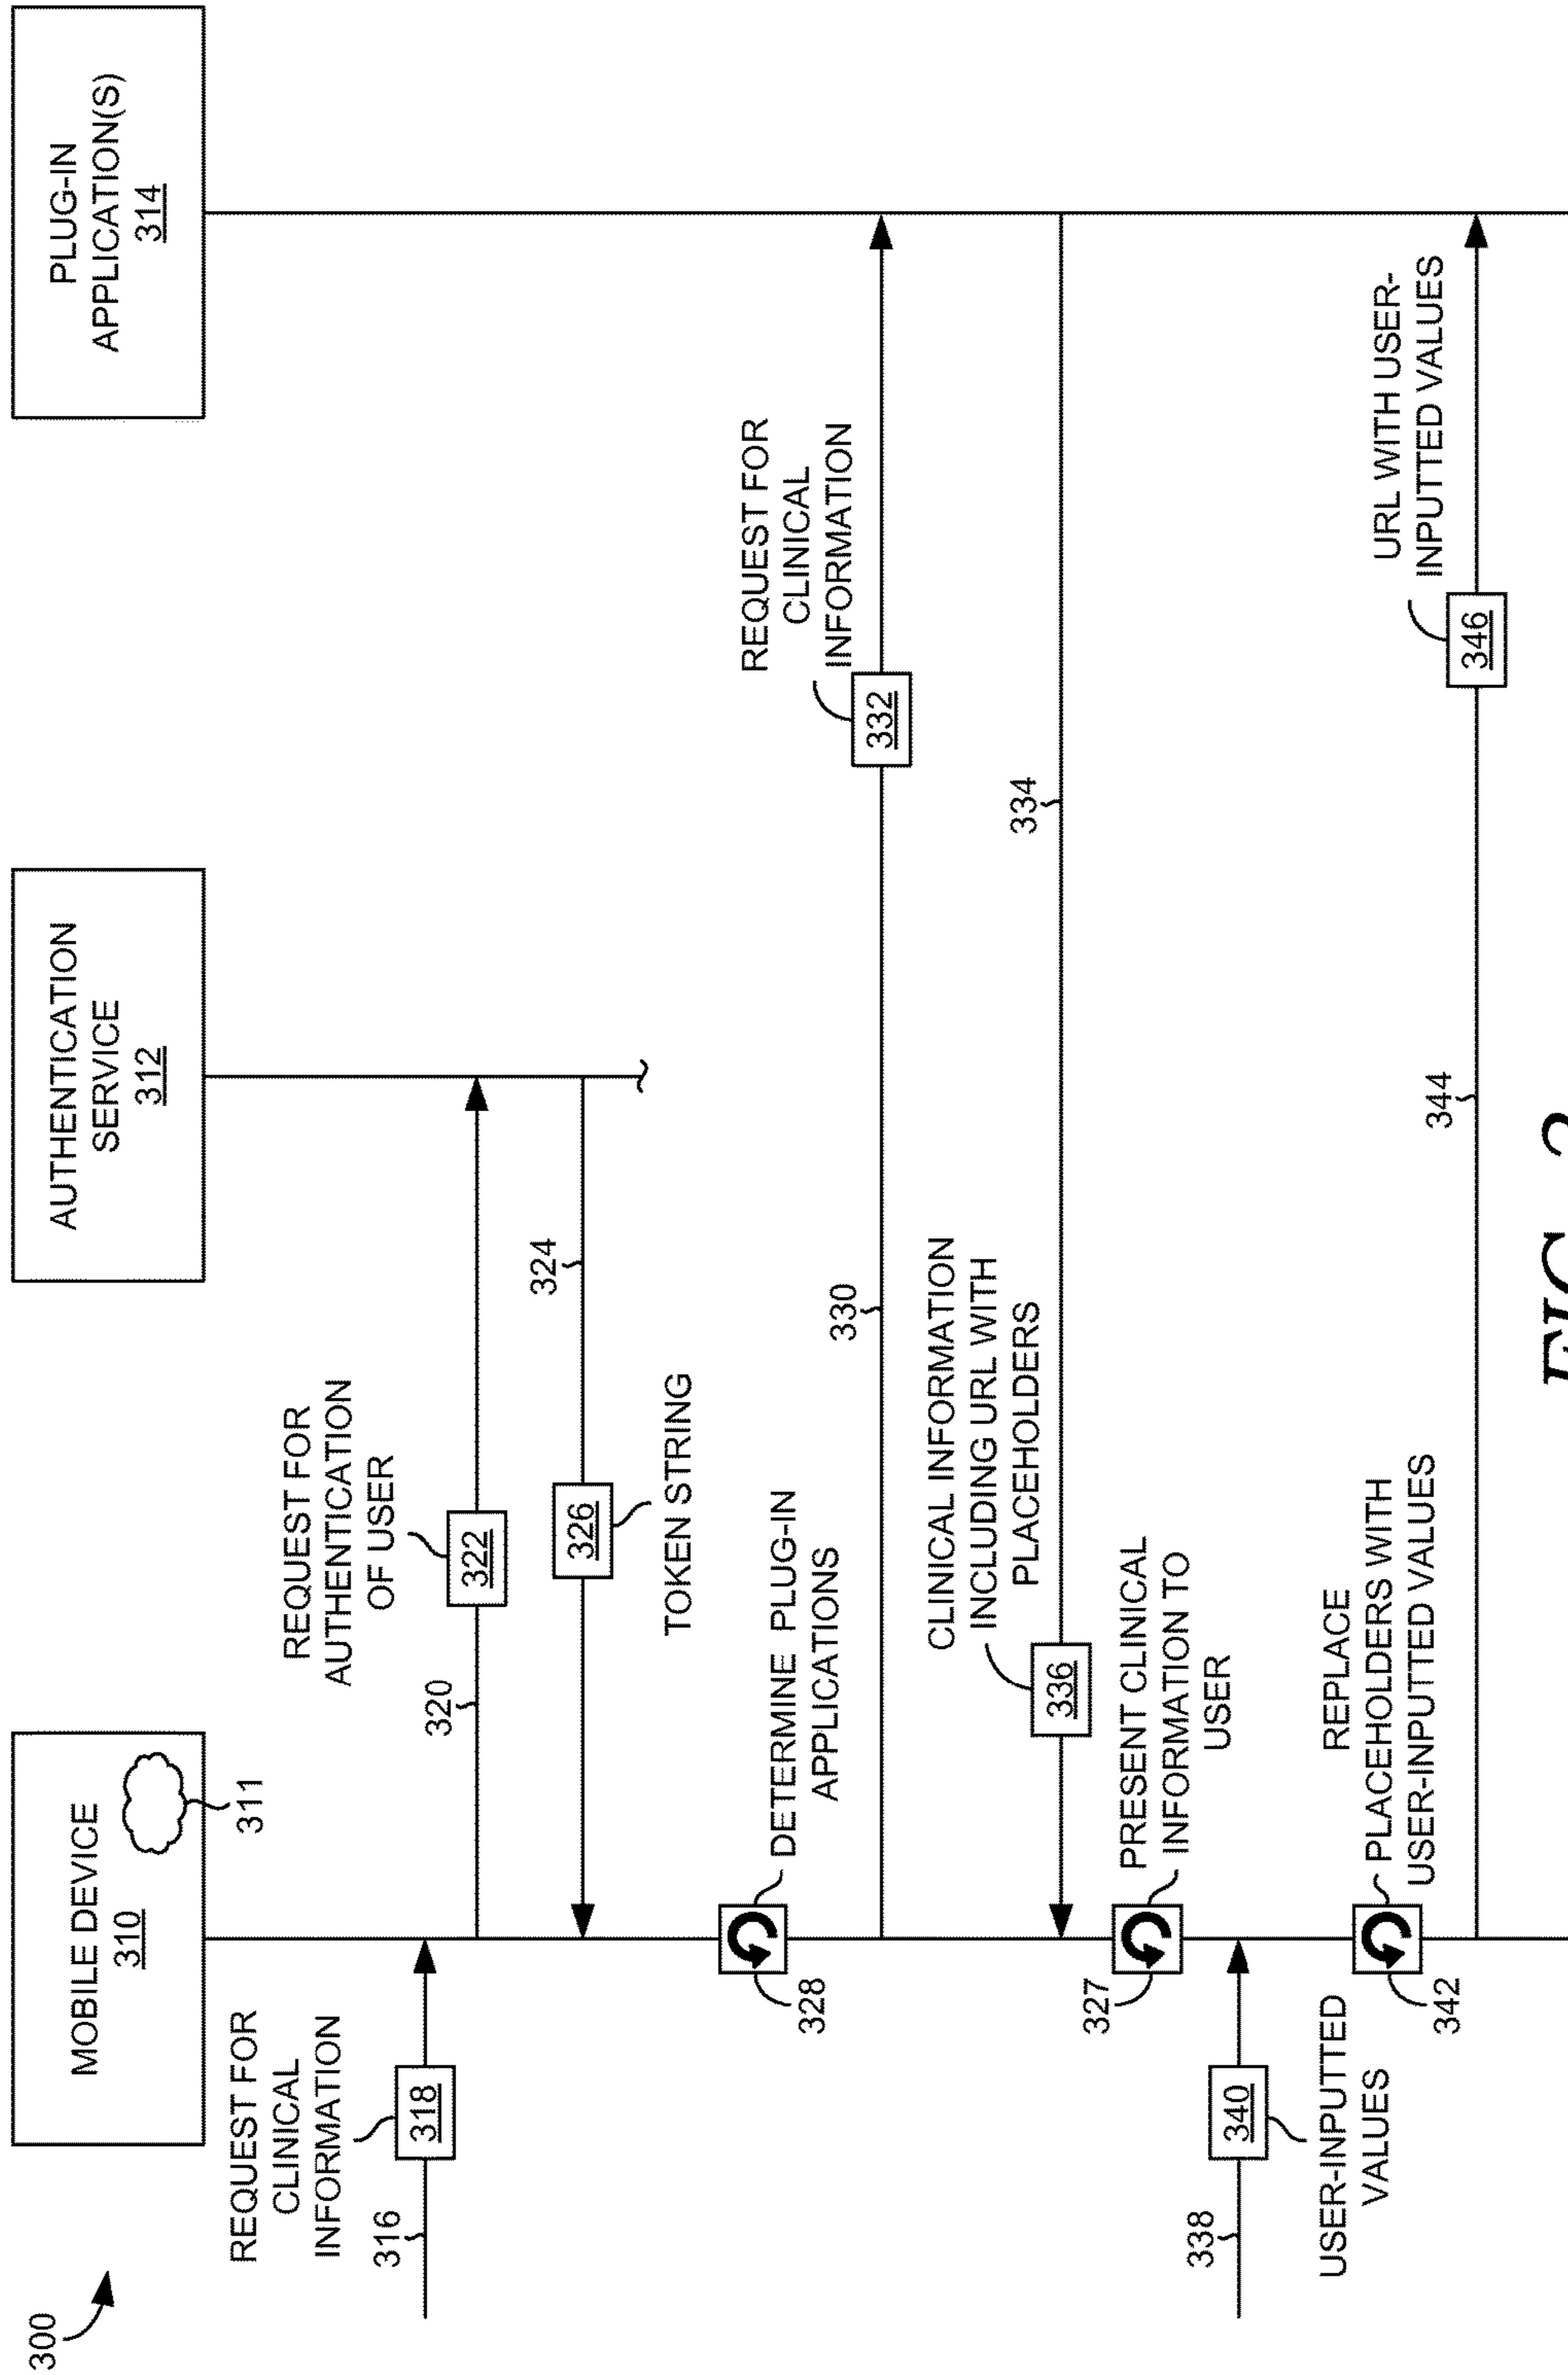 300
MOBILE DEVICE
310
311
AUTHENTICATION
SERVICE
312
PLUG-IN
APPLICATION(S)
314
REQUEST FOR
CLINICAL
INFORMATION
318
316
REQUEST FOR
AUTHENTICATION
OF USER
322
320
324
326
TOKEN STRING
328
DETERMINE PLUG-IN
APPLICATIONS
330
REQUEST FOR
CLINICAL
INFORMATION
332
334
CLINICAL INFORMATION
INCLUDING URL WITH
PLACEHOLDERS
336
327
PRESENT CLINICAL
INFORMATION TO
USER
338
340
USER-INPUTTED
VALUES
342
REPLACE
PLACEHOLDERS WITH
USER-INPUTTED VALUES
344
URL WITH USER-
INPUTTED VALUES
346
FIG.